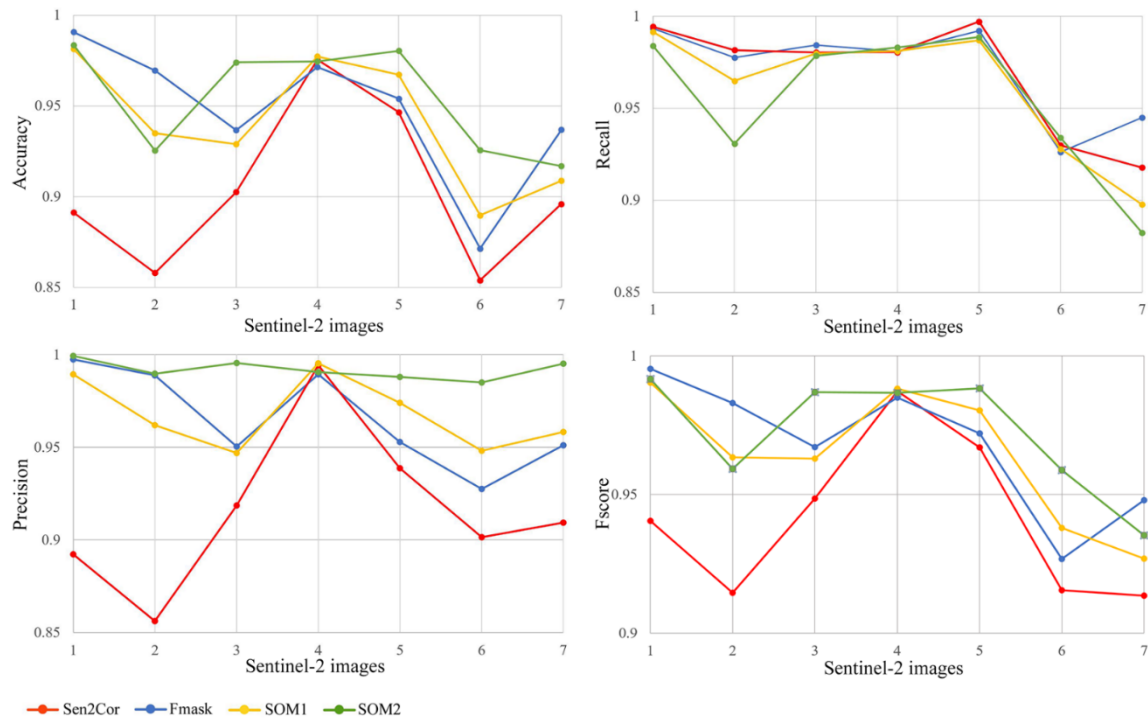 1
0.95
0.9
0.85
Accuracy
1 2 3 4 5 6 7
Sentinel-2 images
1
0.95
0.9
0.85
Recall
1 2 3 4 5 6 7
Sentinel-2 images
1
0.95
0.9
0.85
Precision
1 2 3 4 5 6 7
Sentinel-2 images
1
0.95
0.9
Fscore
1 2 3 4 5 6 7
Sentinel-2 images
Sen2Cor Fmask SOM1 SOM2